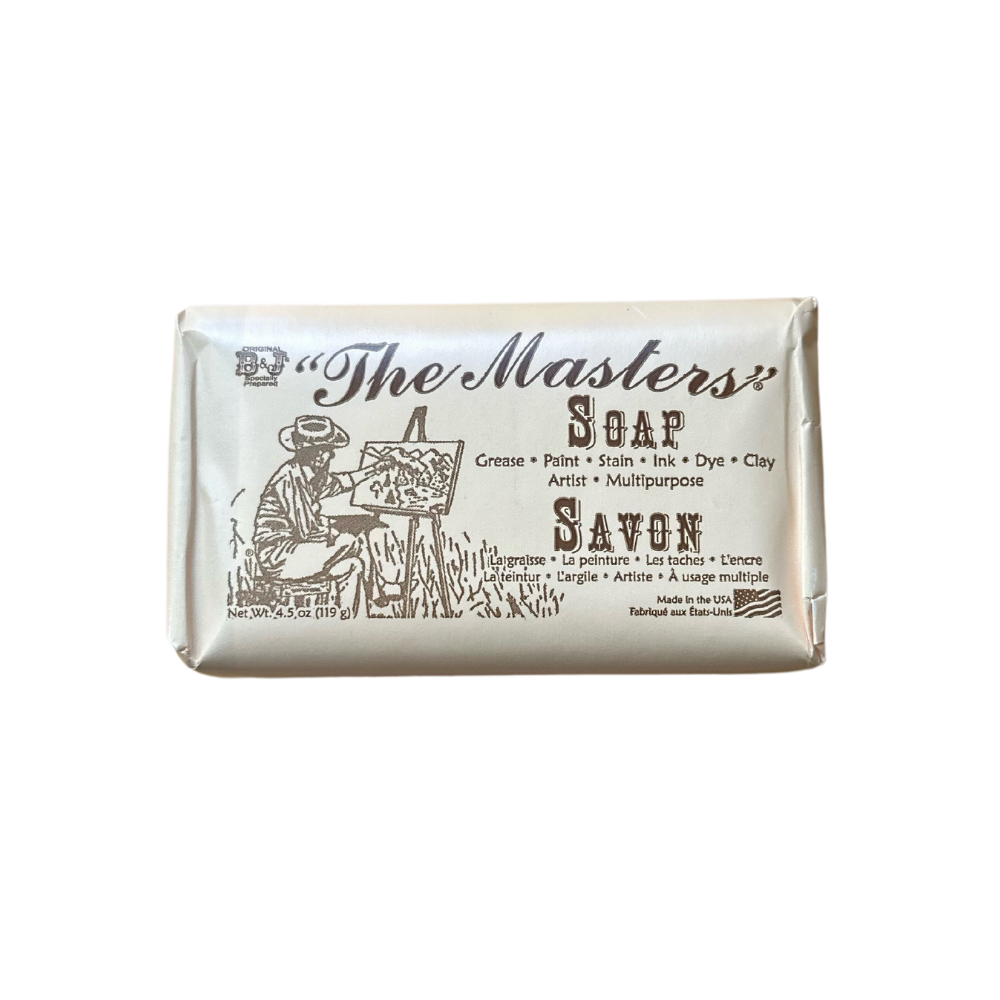 ORIGINAL
B&J
Specially
Prepared
"The Masters"®
SOAP
Grease • Paint • Stain • Ink • Dye • Clay
Artist • Multipurpose
SAVON
La graisse • La peinture • Les taches • L'encre
La teintur • L'argile • Artiste • À usage multiple
®
Net Wt. 4.5 oz (119 g)
Made in the USA
Fabriqué aux États-Unis